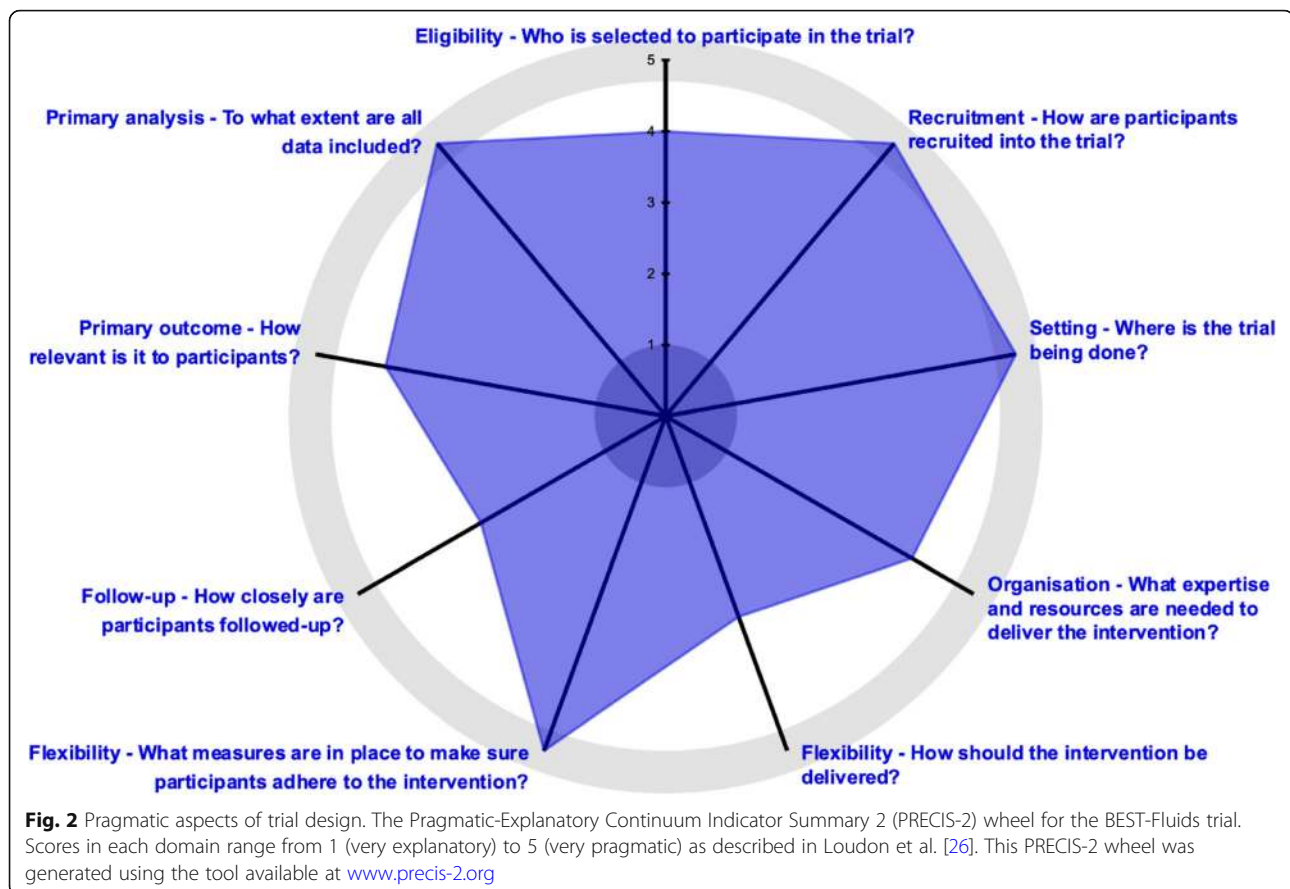 Eligibility - Who is selected to participate in the trial?
5
Primary analysis - To what extent are all
data included?
Recruitment - How are participants
recruited into the trial?
4
3
2
Primary outcome - How
relevant is it to participants?
Setting - Where is the trial
being done?
1
Follow-up - How closely are
participants followed-up?
Organisation - What expertise
and resources are needed to
deliver the intervention?
Flexibility - What measures are in place to make sure
participants adhere to the intervention?
Flexibility - How should the intervention be
delivered?
Fig. 2 Pragmatic aspects of trial design. The Pragmatic-Explanatory Continuum Indicator Summary 2 (PRECIS-2) wheel for the BEST-Fluids trial.
Scores in each domain range from 1 (very explanatory) to 5 (very pragmatic) as described in Loudon et al. [26]. This PRECIS-2 wheel was
generated using the tool available at www.precis-2.org